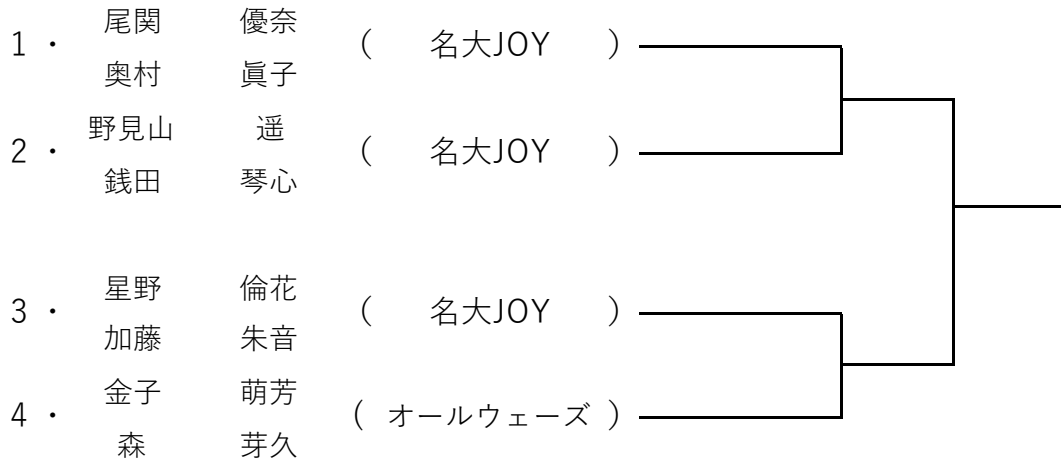 尾関 優奈
1 ・ ( 名大JOY )
奥村 眞子
野見山 遥
2 ・ ( 名大JOY )
銭田 琴心
星野 倫花
3 ・ ( 名大JOY )
加藤 朱音
金子 萌芳
4 ・ ( オールウェーズ )
森 芽久